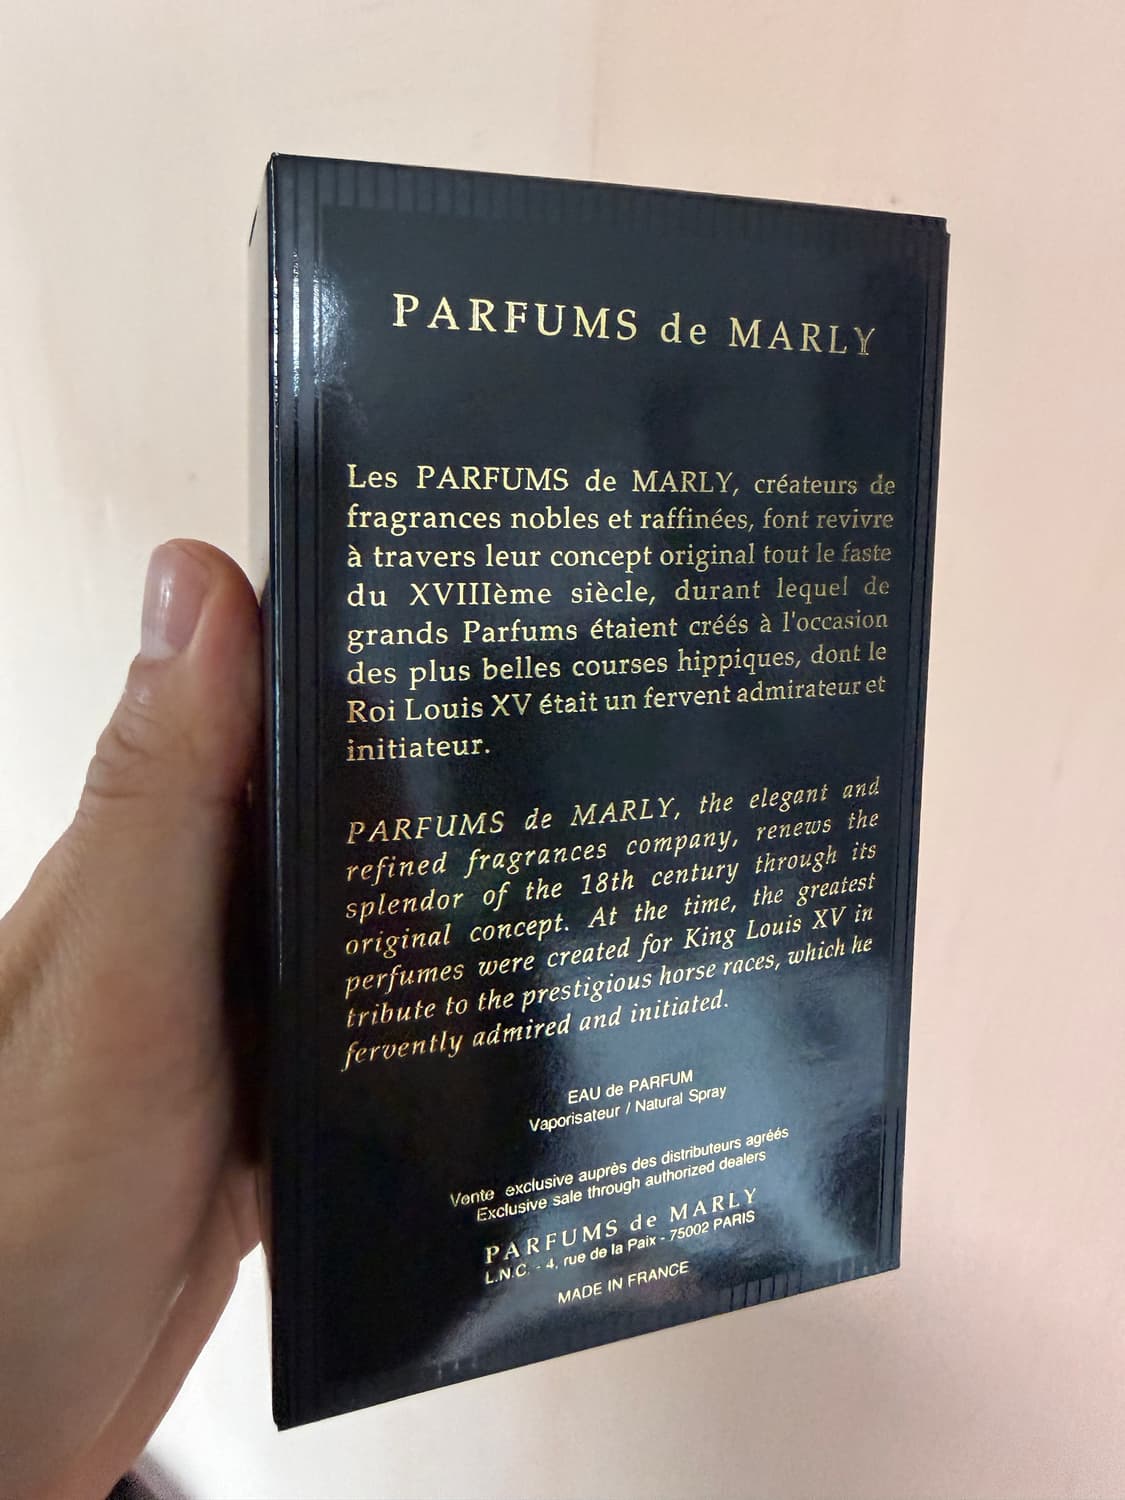 PARFUMS de MARLY
Les PARFUMS de MARLY, créateurs de
fragrances nobles et raffinées, font revivre
à travers leur concept original tout le faste
du XVIIIème siècle, durant lequel de
grands Parfums étaient créés à l'occasion
des plus belles courses hippiques, dont le
Roi Louis XV était un fervent admirateur et
initiateur.
PARFUMS de MARLY, the elegant and
refined fragrances company, renews the
splendor of the 18th century through its
original concept. At the time, the greatest
perfumes were created for King Louis XV in
tribute to the prestigious horse races, which he
fervently admired and initiated.
EAU de PARFUM
Vaporisateur / Natural Spray
Vente exclusive auprès des distributeurs agréés
Exclusive sale through authorized dealers
PARFUMS de MARLY
L.N.C. - 4, rue de la Paix - 75002 PARIS
MADE IN FRANCE